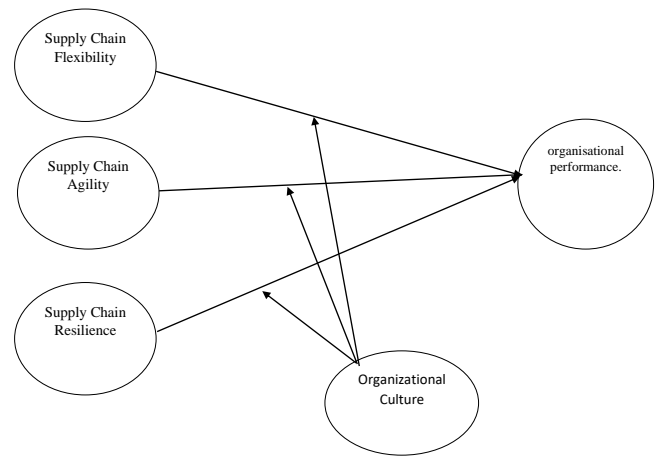 Supply Chain
Flexibility
Supply Chain
Agility
organisational
performance.
Supply Chain
Resilience
Organizational
Culture